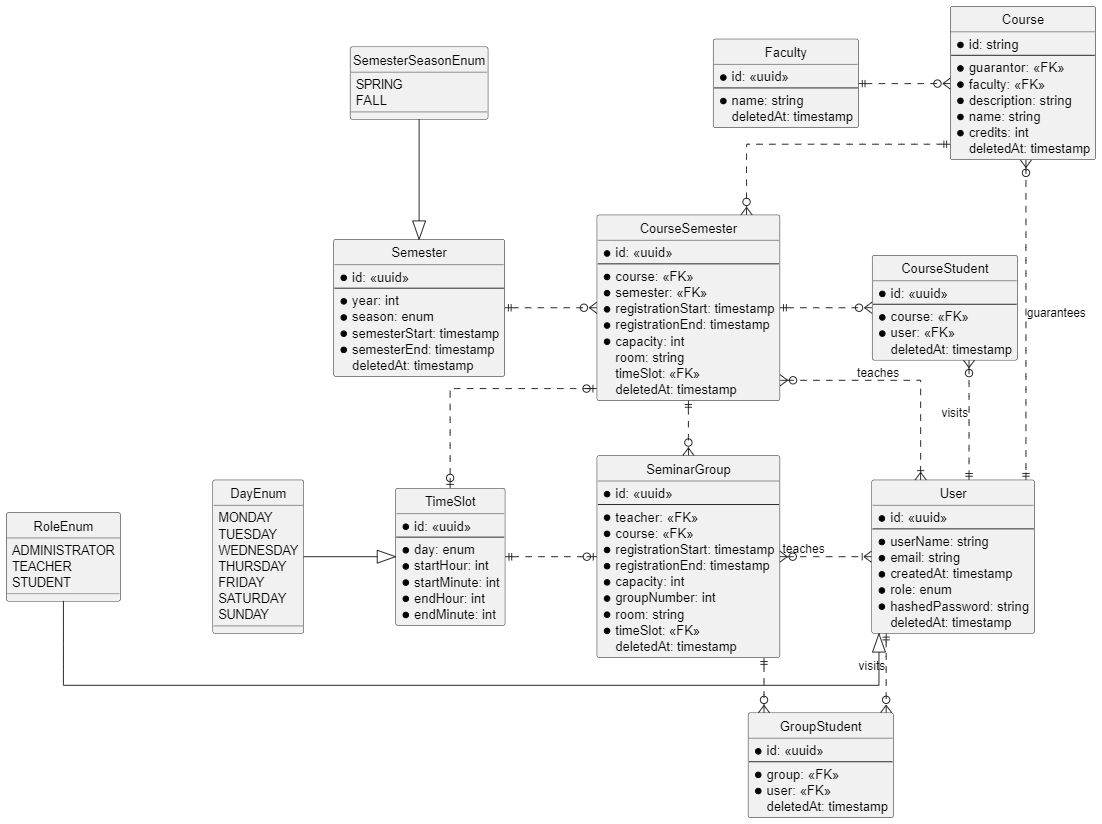 Course
id: string
guarantor: «FK»
faculty: «FK»
description: string
name: string
credits: int
deletedAt: timestamp
Faculty
id: «uuid»
name: string
deletedAt: timestamp
SemesterSeasonEnum
SPRING
FALL
CourseSemester
id: «uuid»
course: «FK»
semester: «FK»
registrationStart: timestamp
registrationEnd: timestamp
capacity: int
room: string
timeSlot: «FK»
deletedAt: timestamp
Semester
id: «uuid»
year: int
season: enum
semesterStart: timestamp
semesterEnd: timestamp
deletedAt: timestamp
CourseStudent
id: «uuid»
course: «FK»
user: «FK»
deletedAt: timestamp
guarantees
teaches
visits
SeminarGroup
id: «uuid»
teacher: «FK»
course: «FK»
registrationStart: timestamp
registrationEnd: timestamp
capacity: int
groupNumber: int
room: string
timeSlot: «FK»
deletedAt: timestamp
teaches
User
id: «uuid»
userName: string
email: string
createdAt: timestamp
role: enum
hashedPassword: string
deletedAt: timestamp
TimeSlot
id: «uuid»
day: enum
startHour: int
startMinute: int
endHour: int
endMinute: int
DayEnum
MONDAY
TUESDAY
WEDNESDAY
THURSDAY
FRIDAY
SATURDAY
SUNDAY
RoleEnum
ADMINISTRATOR
TEACHER
STUDENT
visits
GroupStudent
id: «uuid»
group: «FK»
user: «FK»
deletedAt: timestamp